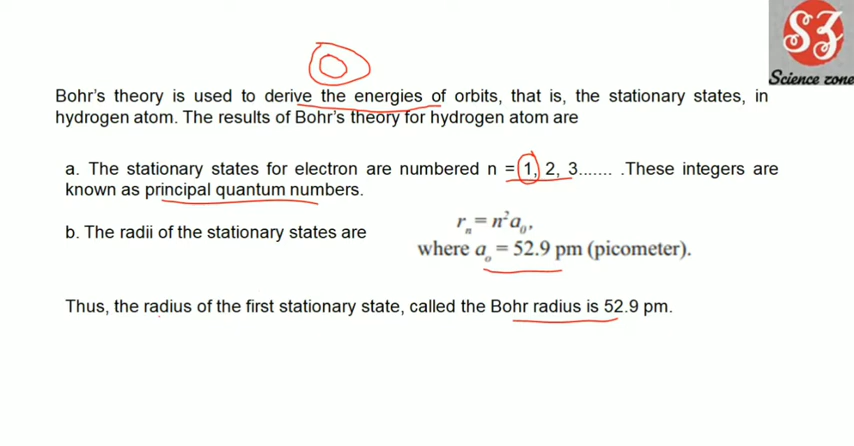 SZ
Science zone
Bohr's theory is used to derive the energies of orbits, that is, the stationary states, in
hydrogen atom. The results of Bohr's theory for hydrogen atom are
a. The stationary states for electron are numbered n = 1, 2, 3....... .These integers are
known as principal quantum numbers.
b. The radii of the stationary states are
rₙ = n²a₀,
where a₀ = 52.9 pm (picometer).
Thus, the radius of the first stationary state, called the Bohr radius is 52.9 pm.